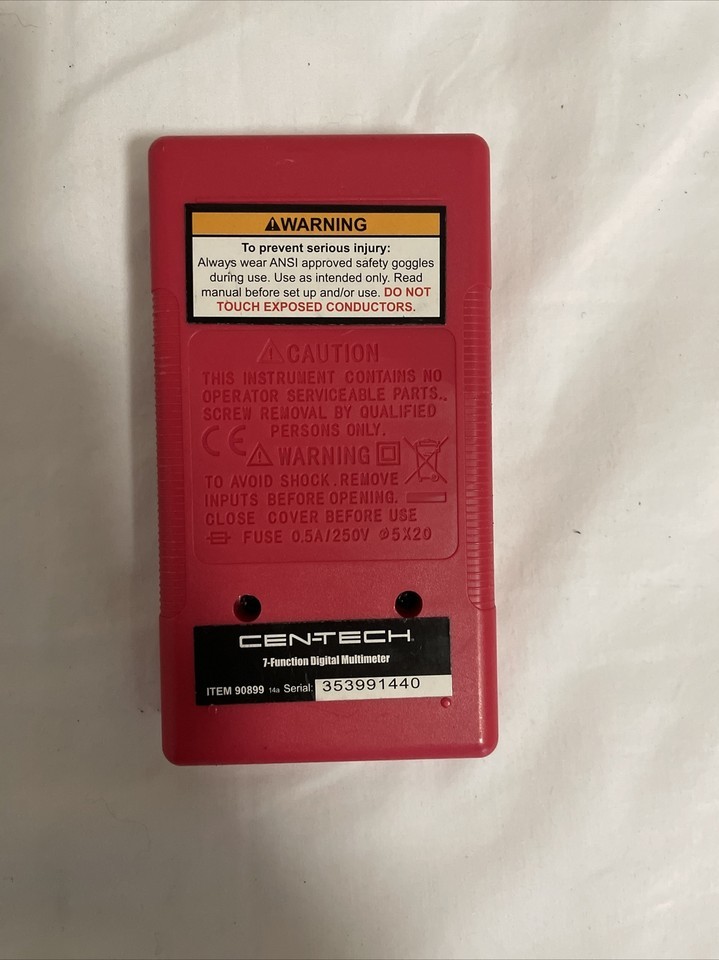 ⚠WARNING
To prevent serious injury:
Always wear ANSI approved safety goggles
during use. Use as intended only. Read
manual before set up and/or use. DO NOT
TOUCH EXPOSED CONDUCTORS.
⚠CAUTION
THIS INSTRUMENT CONTAINS NO
OPERATOR SERVICEABLE PARTS.
SCREW REMOVAL BY QUALIFIED
PERSONS ONLY.
CE
⚠WARNING
TO AVOID SHOCK.REMOVE
INPUTS BEFORE OPENING.
CLOSE COVER BEFORE USE
FUSE 0.5A/250V ⌀5X20
CEN-TECH
7-Function Digital Multimeter
ITEM 90899 14a Serial: 353991440